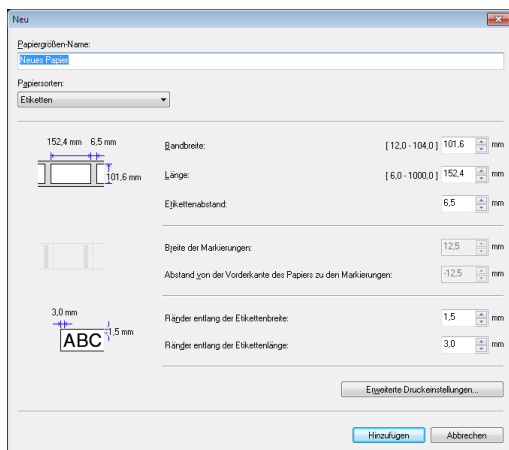 Neu
Papiergrößen-Name:
Neues Papier
Papiersorten:
Etiketten
152,4 mm 6,5 mm
101,6 mm
Bandbreite: [ 12,0 - 104,0 ] 101,6 mm
Länge: [ 6,0 - 1000,0 ] 152,4 mm
Etikettenabstand: 6,5 mm
Breite der Markierungen: 12,5 mm
Abstand von der Vorderkante des Papiers zu den Markierungen: -12,5 mm
3,0 mm
1,5 mm
ABC
Ränder entlang der Etikettenbreite: 1,5 mm
Ränder entlang der Etikettenlänge: 3,0 mm
Erweiterte Druckeinstellungen...
Hinzufügen Abbrechen